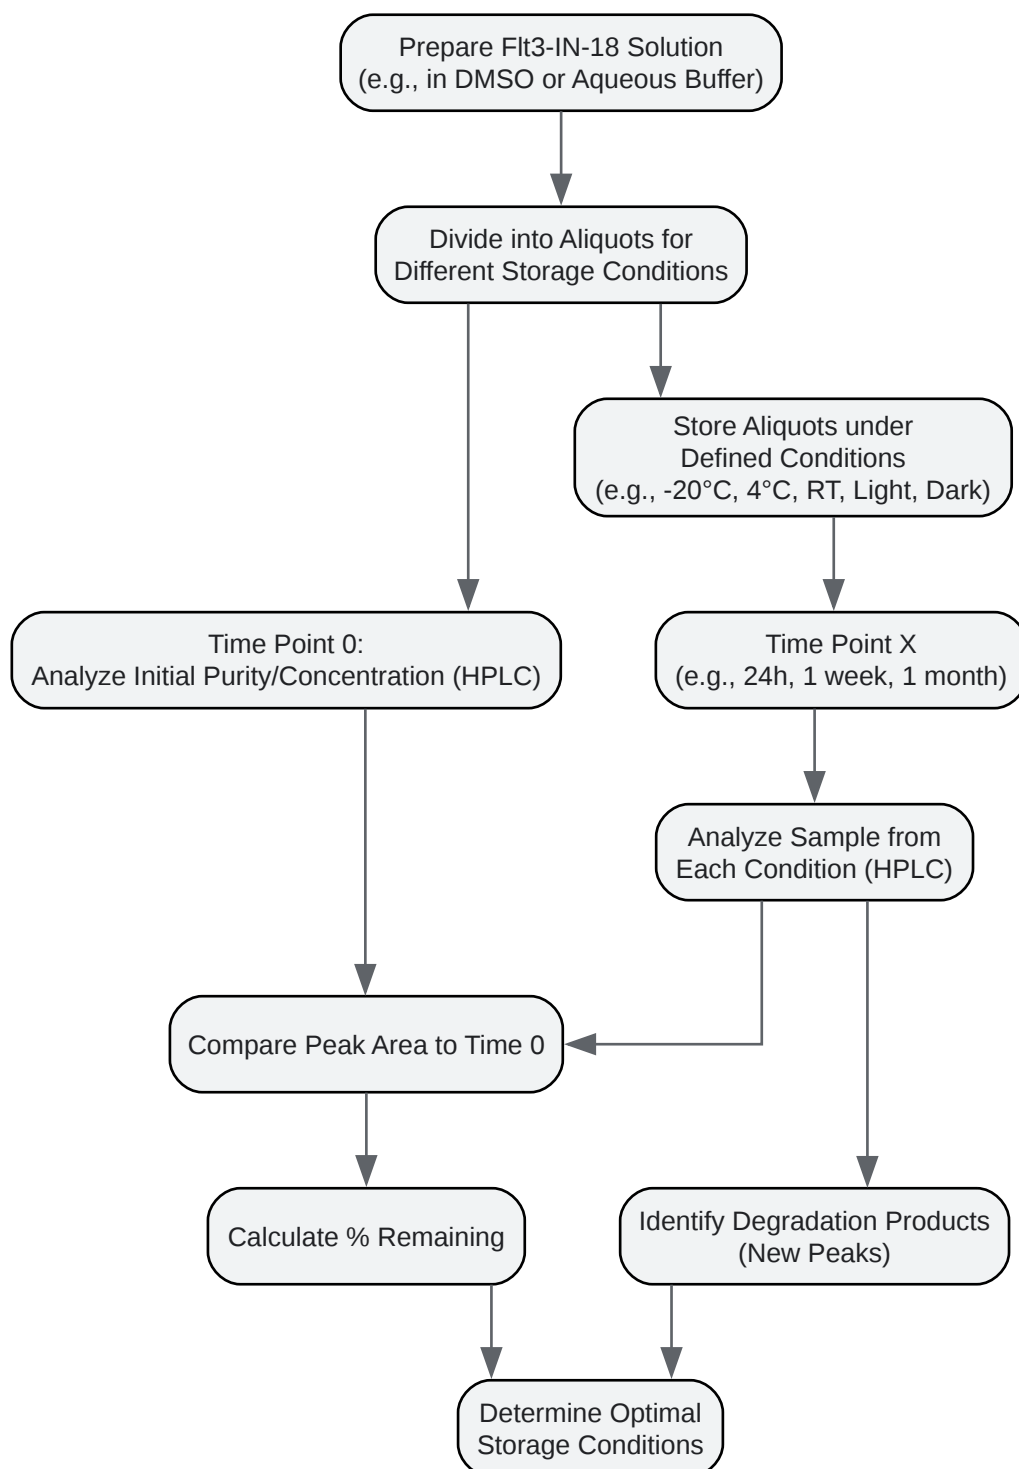 Prepare Flt3-IN-18 Solution
(e.g., in DMSO or Aqueous Buffer)
Divide into Aliquots for
Different Storage Conditions
Store Aliquots under
Defined Conditions
(e.g., -20°C, 4°C, RT, Light, Dark)
Time Point 0:
Analyze Initial Purity/Concentration (HPLC)
Time Point X
(e.g., 24h, 1 week, 1 month)
Analyze Sample from
Each Condition (HPLC)
Compare Peak Area to Time 0
Calculate % Remaining
Identify Degradation Products
(New Peaks)
Determine Optimal
Storage Conditions